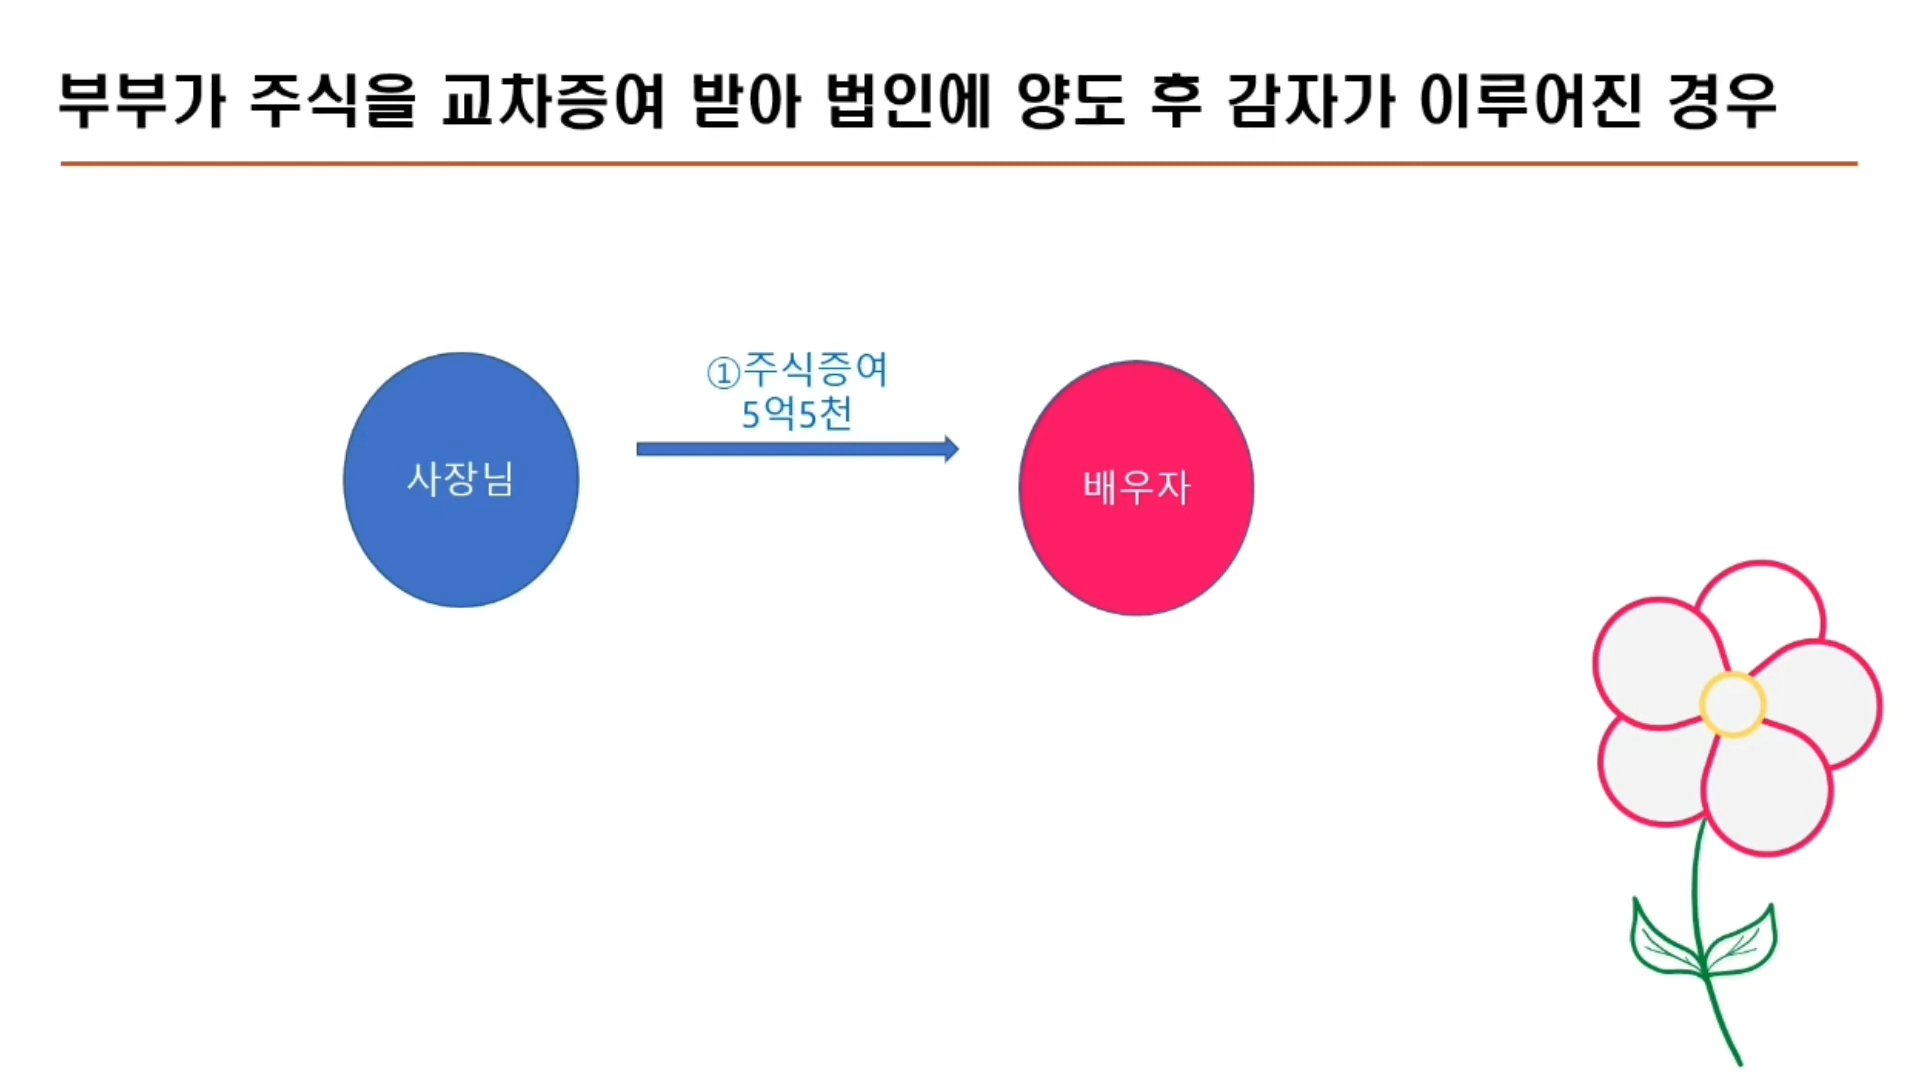 부부가 주식을 교차증여 받아 법인에 양도 후 감자가 이루어진 경우
①주식증여
5억5천
사장님
배우자